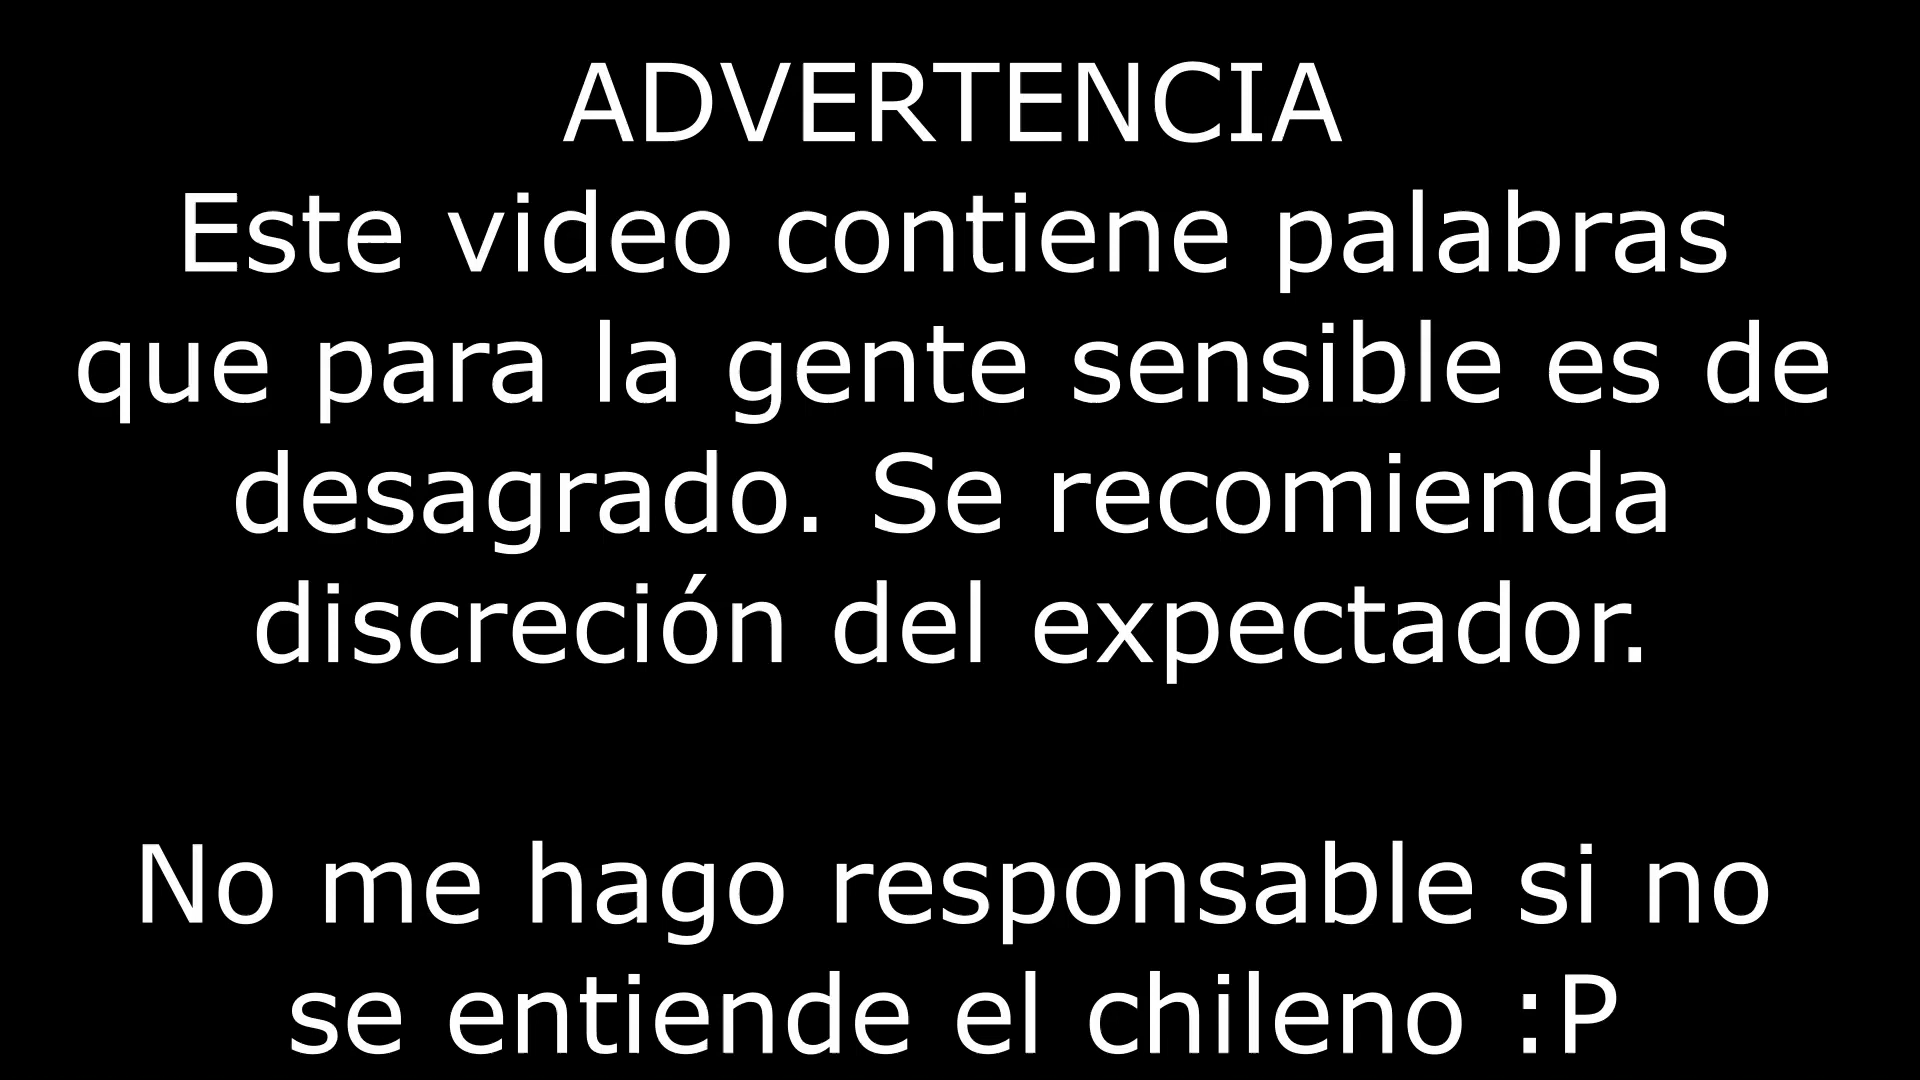 ADVERTENCIA
Este video contiene palabras
que para la gente sensible es de
desagrado. Se recomienda
discreción del expectador.
No me hago responsable si no
se entiende el chileno :P